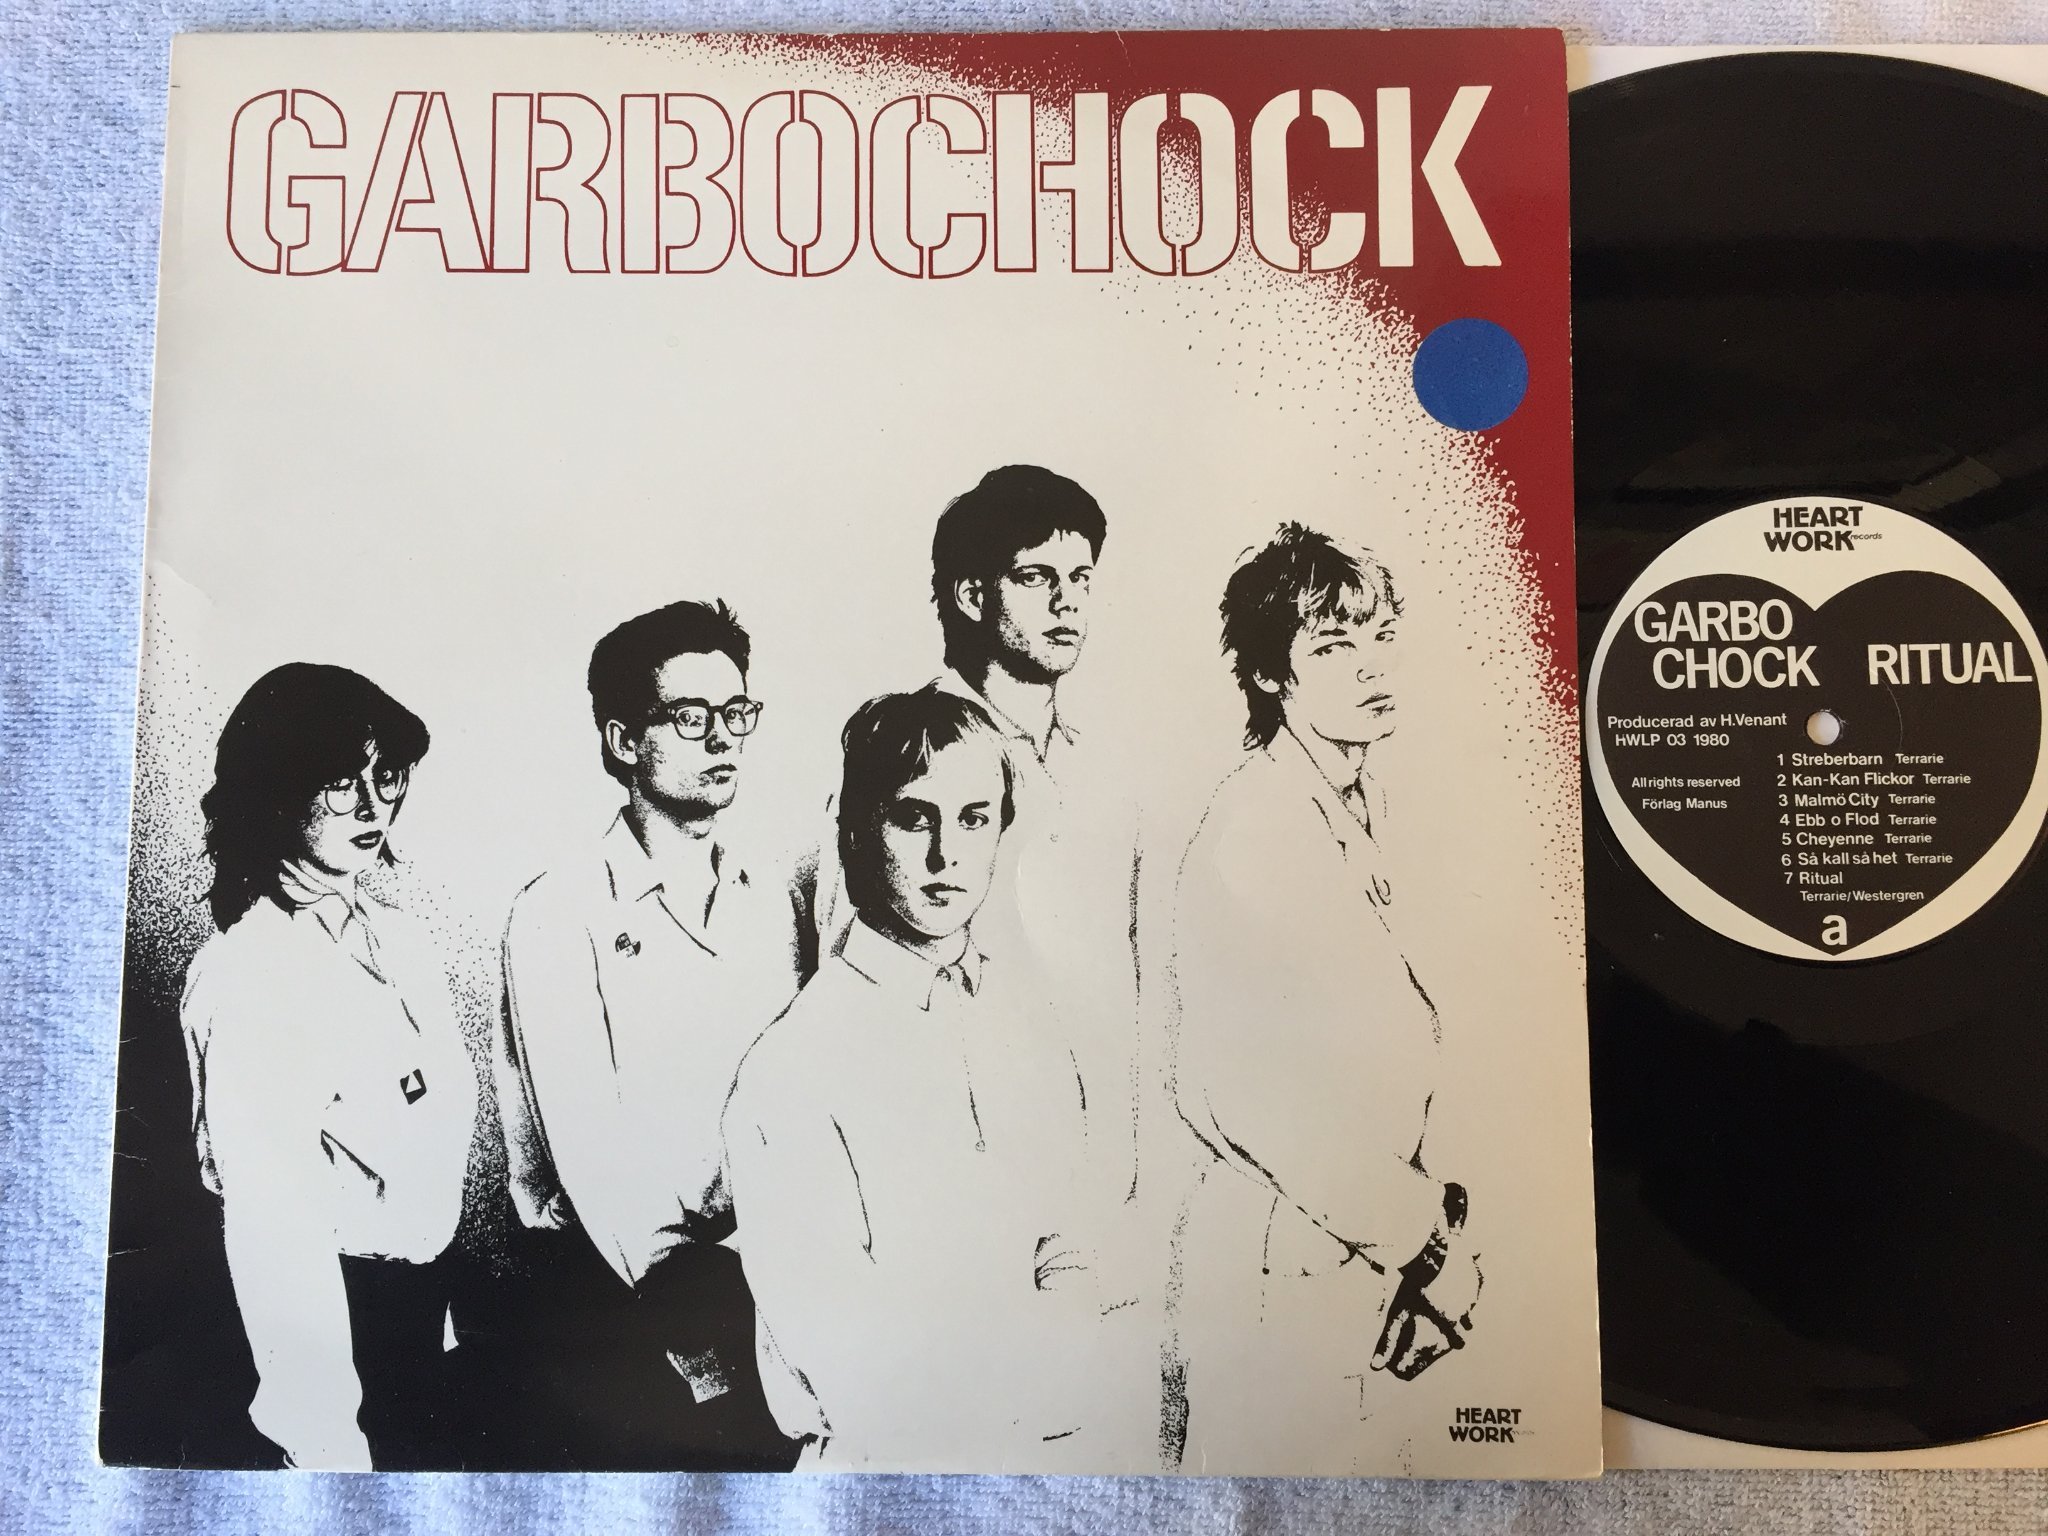 GARBOCHOCK
HEART
WORK
HEART
WORK records
GARBO
CHOCK
RITUAL
Producerad av H.Venant
HWLP 03 1980
All rights reserved
Förlag Manus
1 Streberbarn Terrarie
2 Kan-Kan Flickor Terrarie
3 Malmö City Terrarie
4 Ebb o Flod Terrarie
5 Cheyenne Terrarie
6 Så kall så het Terrarie
7 Ritual
Terrarie/Westergren
a